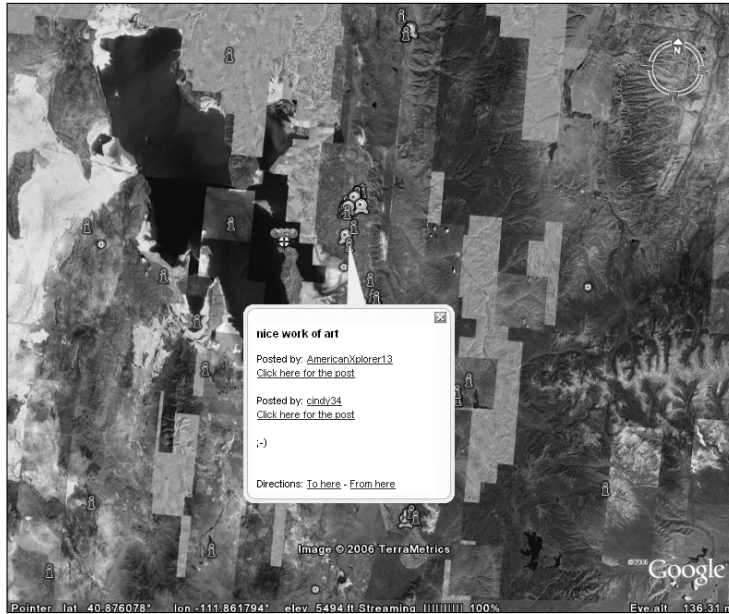 N
nice work of art
Posted by: AmericanXplorer13
Click here for the post
Posted by: cindy34
Click here for the post
;-)
Directions: To here - From here
Image © 2006 TerraMetrics
©2006 Google
Pointer lat 40.876078° lon -111.861794° elev 5494 ft Streaming |||||||||| 100% Eye alt 136.31 m